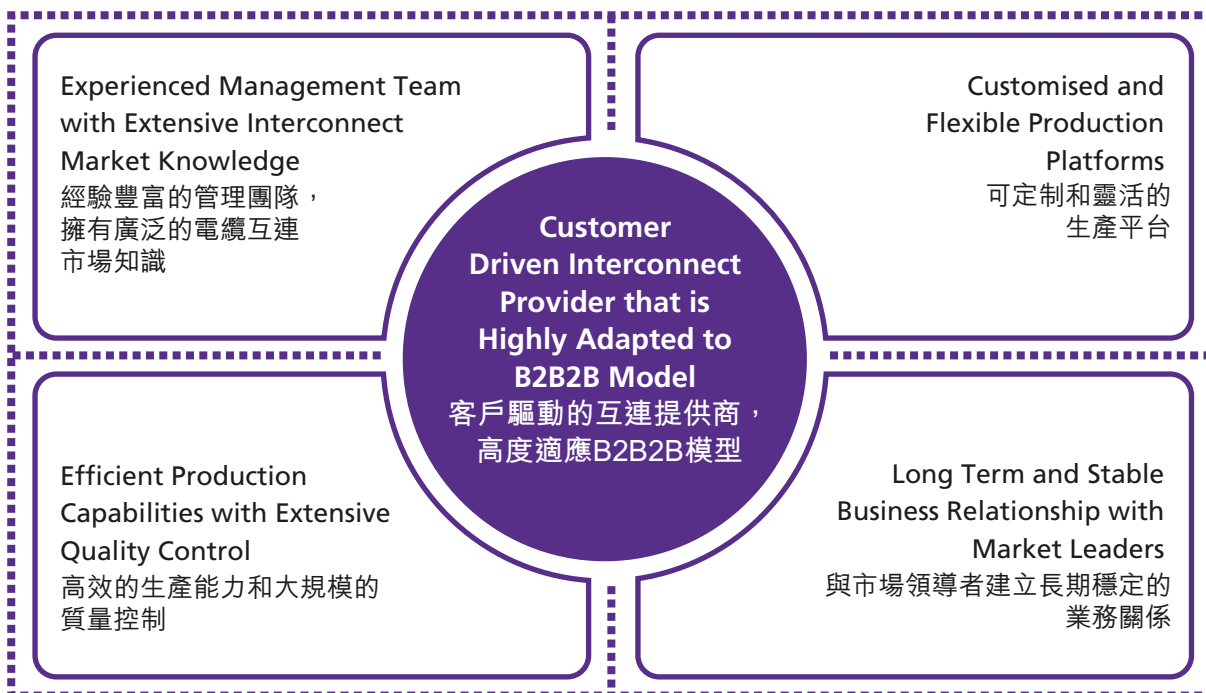 Experienced Management Team
with Extensive Interconnect
Market Knowledge
經驗豐富的管理團隊，
擁有廣泛的電纜互連
市場知識
Customised and
Flexible Production
Platforms
可定制和靈活的
生產平台
Customer
Driven Interconnect
Provider that is
Highly Adapted to
B2B2B Model
客戶驅動的互連提供商，
高度適應B2B2B模型
Efficient Production
Capabilities with Extensive
Quality Control
高效的生產能力和大規模的
質量控制
Long Term and Stable
Business Relationship with
Market Leaders
與市場領導者建立長期穩定的
業務關係